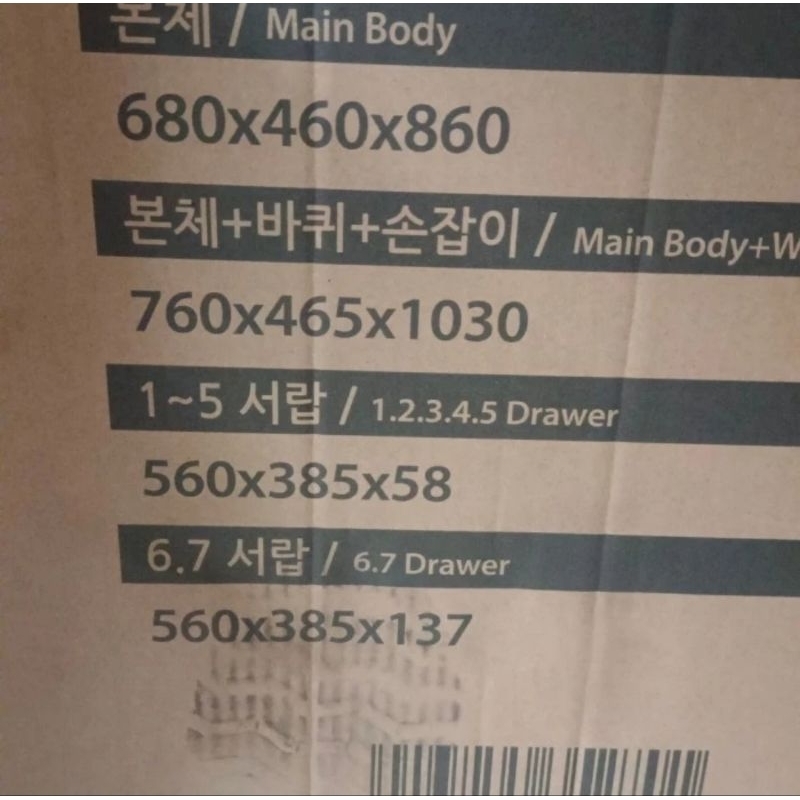 본체 / Main Body
680x460x860
본체+바퀴+손잡이 / Main Body+W
760x465x1030
1~5 서랍 / 1.2.3.4.5 Drawer
560x385x58
6.7 서랍 / 6.7 Drawer
560x385x137